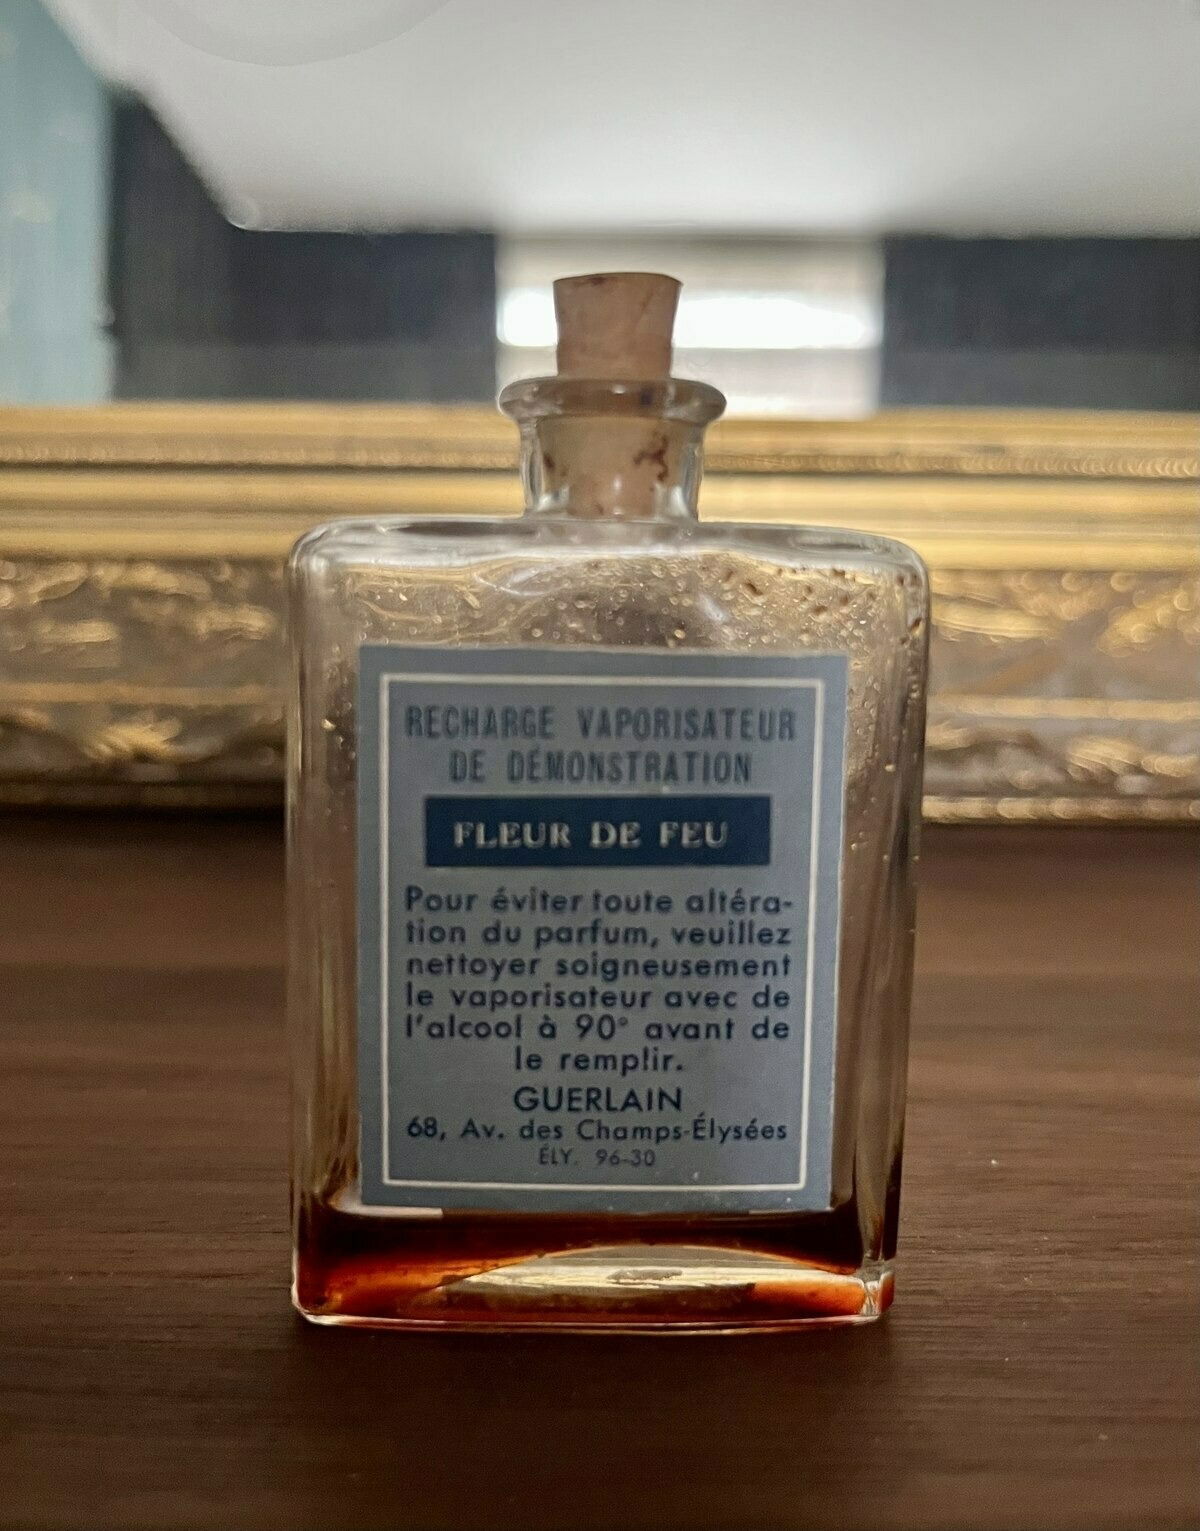 RECHARGE VAPORISATEUR
DE DÉMONSTRATION
FLEUR DE FEU
Pour éviter toute altéra-
tion du parfum, veuillez
nettoyer soigneusement
le vaporisateur avec de
l'alcool à 90° avant de
le remplir.
GUERLAIN
68, Av. des Champs-Élysées
ÉLY. 96-30